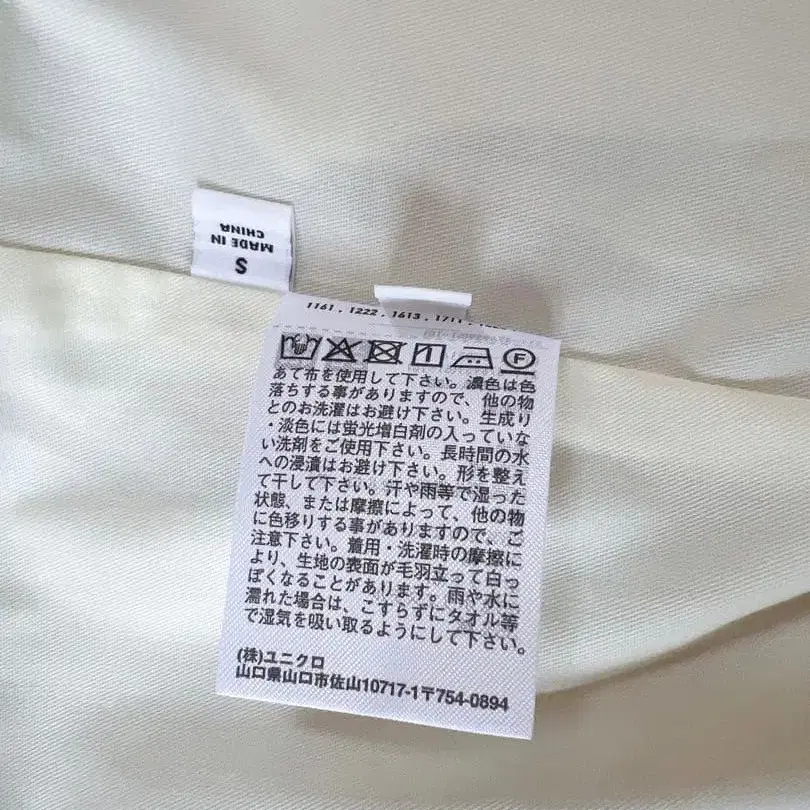 S
MADE IN
CHINA
1161 . 1222 . 1613 . 1711 .
F
あて布を使用して下さい。濃色は色
落ちする事がありますので、他の物
とのお洗濯はお避け下さい。生成り
・淡色には蛍光増白剤の入っていな
い洗剤をご使用下さい。長時間の水
への浸漬はお避け下さい。形を整え
て干して下さい。汗や雨等で湿った
状態、または摩擦によって、他の物
に色移りする事がありますので、ご
注意下さい。着用・洗濯時の摩擦に
より、生地の表面が毛羽立って白っ
ぽくなることがあります。雨や水に
濡れた場合は、こすらずにタオル等
で湿気を吸い取るようにして下さい。
(株)ユニクロ
山口県山口市佐山10717-1〒754-0894